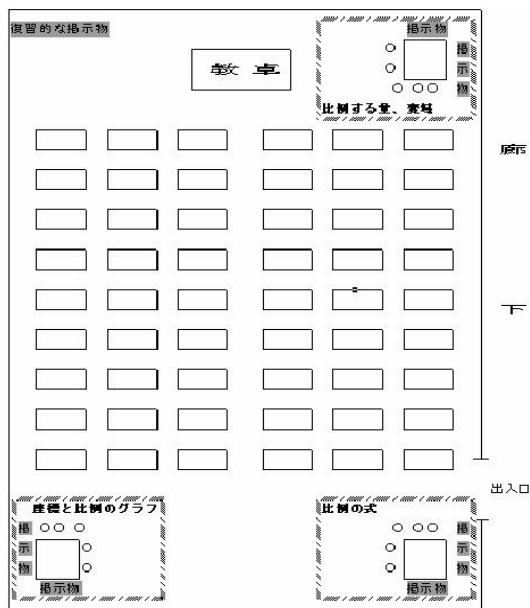 復習的な掲示物
教 卓
掲示物
掲
示
物
比例する量、変域
廊
下
出入口
座標と比例のグラフ
掲
示
物
掲示物
比例の式
掲
示
物
掲示物